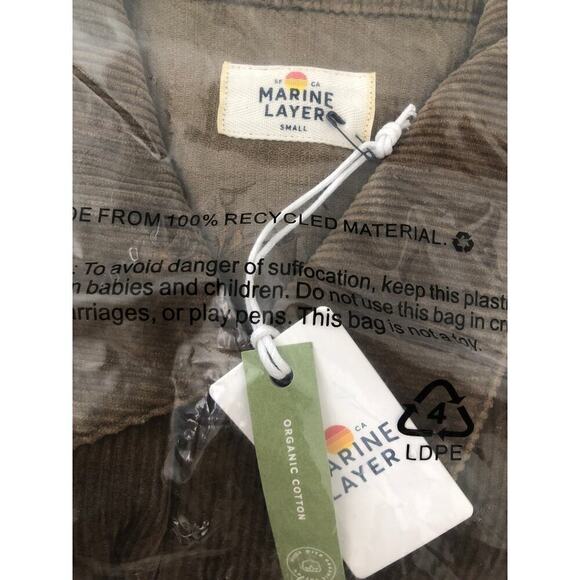 SF CA
MARINE
LAYER
SMALL
DE FROM 100% RECYCLED MATERIAL.
: To avoid danger of suffocation, keep this plasti
m babies and children. Do not use this bag in cri
arriages, or play pens. This bag is not a toy.
ORGANIC COTTON
CA
MARINE
LAYER
4
LDPE